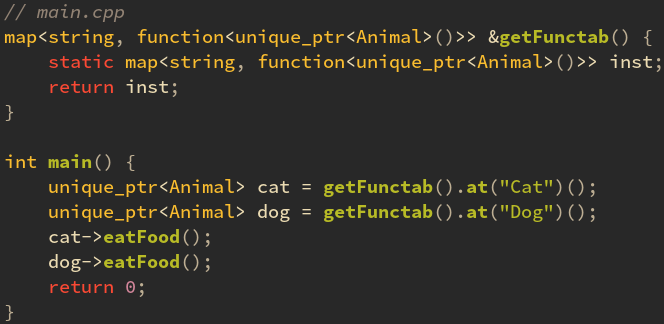 // main.cpp
map<string, function<unique_ptr<Animal>()>> &getFunctab() {
    static map<string, function<unique_ptr<Animal>()>> inst;
    return inst;
}

int main() {
    unique_ptr<Animal> cat = getFunctab().at("Cat")();
    unique_ptr<Animal> dog = getFunctab().at("Dog")();
    cat->eatFood();
    dog->eatFood();
    return 0;
}